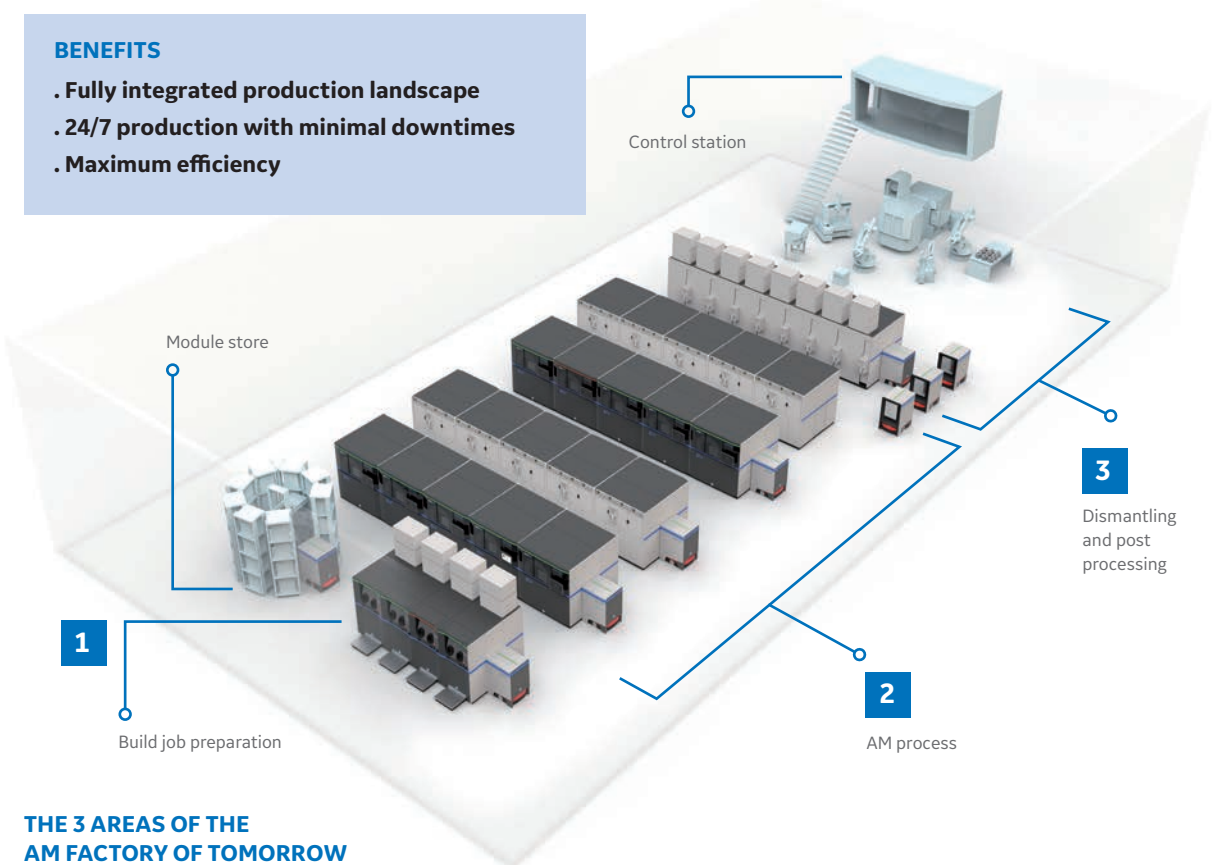 BENEFITS
. Fully integrated production landscape
. 24/7 production with minimal downtimes
. Maximum efficiency
Control station
Module store
3
Dismantling
and post
processing
1
2
Build job preparation
AM process
THE 3 AREAS OF THE
AM FACTORY OF TOMORROW